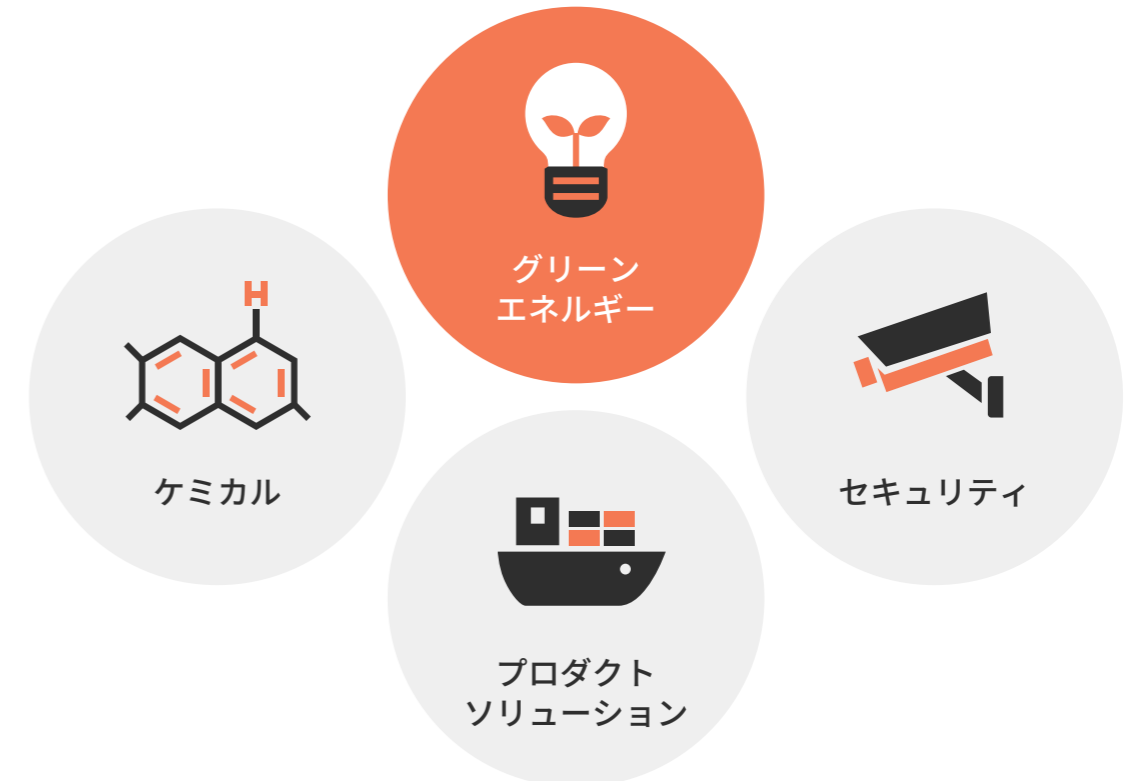 グリーン
エネルギー
H
ケミカル
セキュリティ
プロダクト
ソリューション